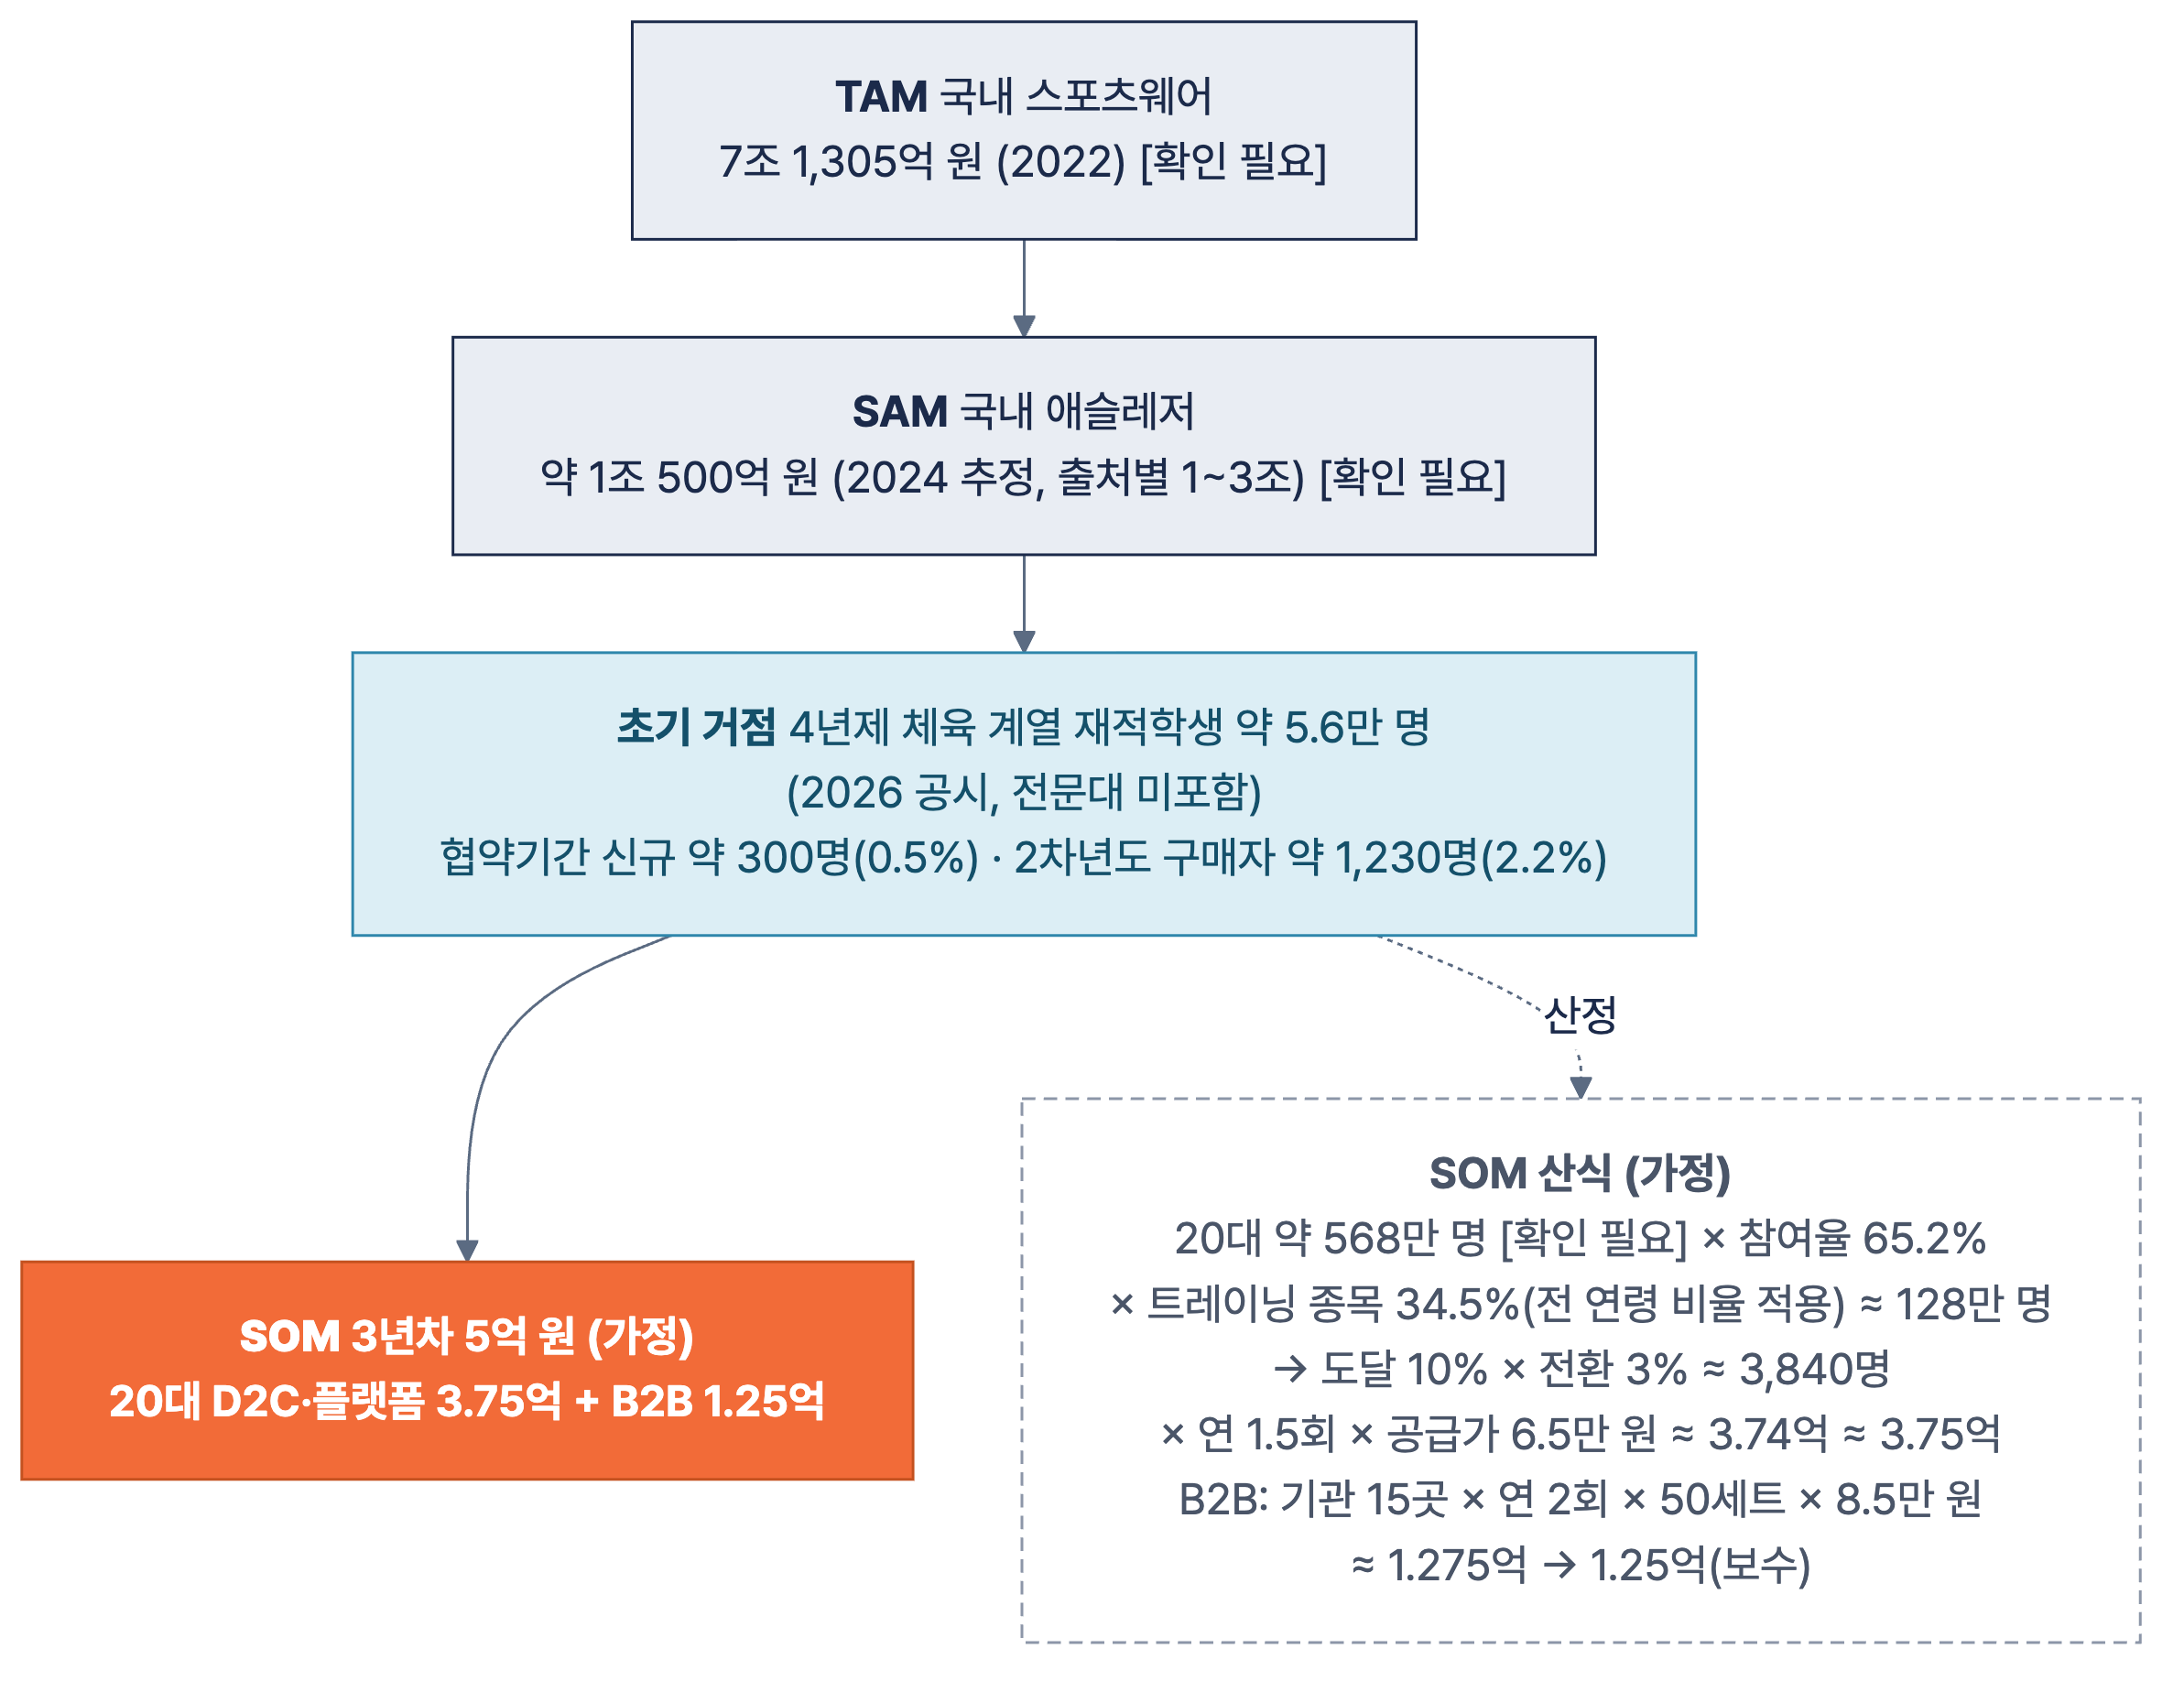 TAM 국내 스포츠웨어
7조 1,305억 원 (2022) [확인 필요]
SAM 국내 애슬레저
약 1조 500억 원 (2024 추정, 출처별 1~3조) [확인 필요]
초기 거점 4년제 체육 계열 재적학생 약 5.6만 명
(2026 공시, 전문대 미포함)
협약기간 신규 약 300명(0.5%) · 2차년도 구매자 약 1,230명(2.2%)
산정
SOM 3년차 5억 원 (가정)
20대 D2C·플랫폼 3.75억 + B2B 1.25억
SOM 산식 (가정)
20대 약 568만 명 [확인 필요] × 참여율 65.2%
× 트레이닝 종목 34.5%(전 연령 비율 적용) ≈ 128만 명
→ 도달 10% × 전환 3% ≈ 3,840명
× 연 1.5회 × 공급가 6.5만 원 ≈ 3.74억 ≈ 3.75억
B2B: 기관 15곳 × 연 2회 × 50세트 × 8.5만 원
≈ 1.275억 → 1.25억(보수)